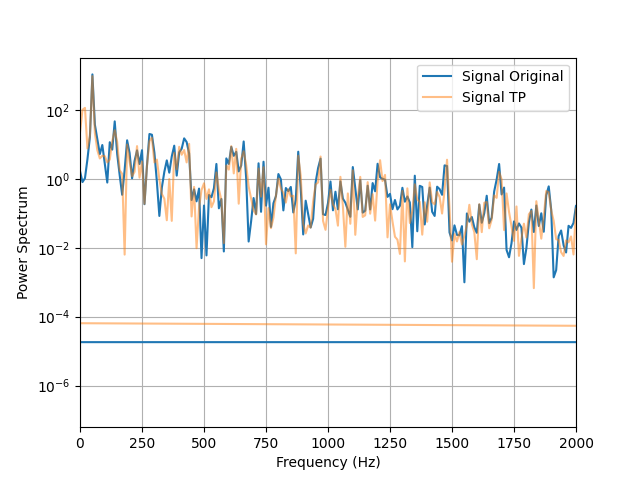 Signal Original
Signal TP
Power Spectrum
10²
10⁰
10⁻²
10⁻⁴
10⁻⁶
0 250 500 750 1000 1250 1500 1750 2000
Frequency (Hz)